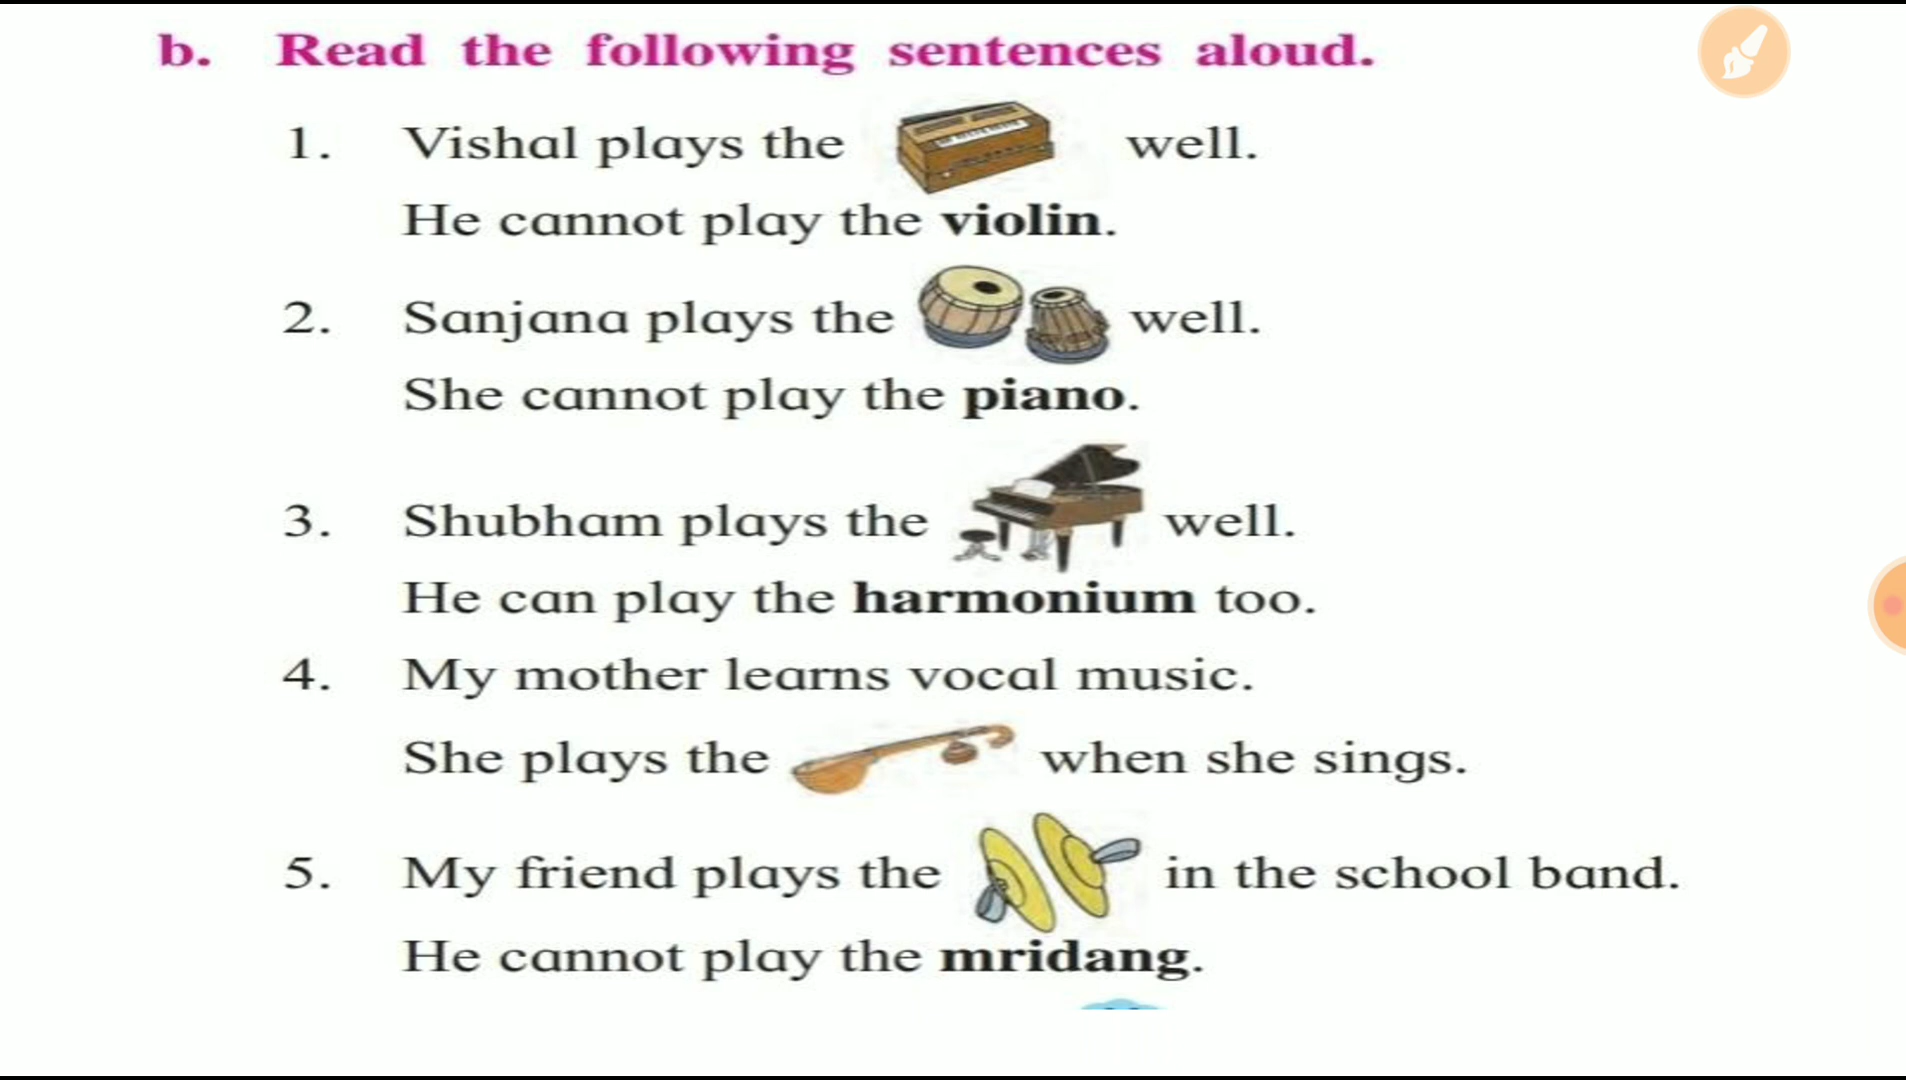 b. Read the following sentences aloud.
1. Vishal plays the well.
He cannot play the violin.
2. Sanjana plays the well.
She cannot play the piano.
3. Shubham plays the well.
He can play the harmonium too.
4. My mother learns vocal music.
She plays the when she sings.
5. My friend plays the in the school band.
He cannot play the mridang.